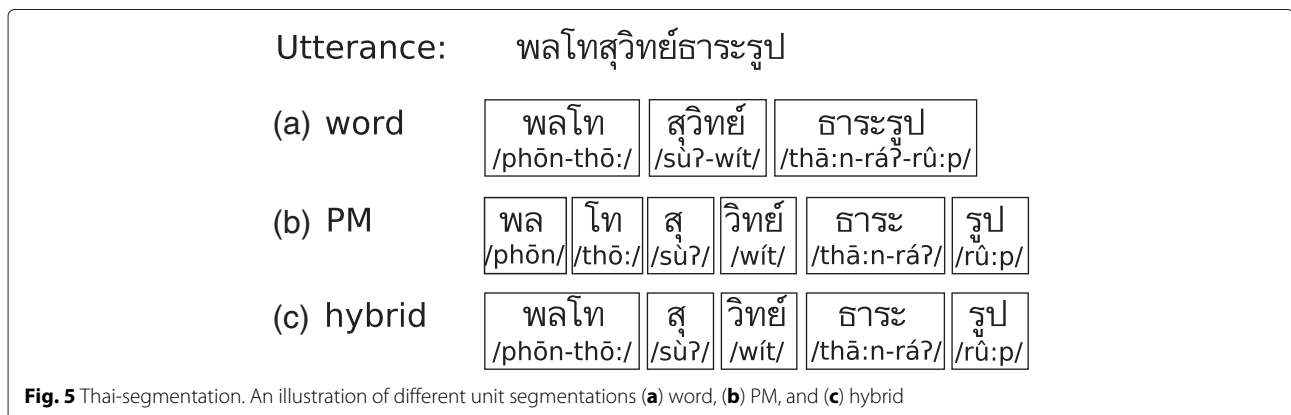 Utterance: พลโทสุวิทย์ธาระรูป
(a) word พลโท สุวิทย์ ธาระรูป
/phōn-thō:/ /sùʔ-wít/ /thā:n-ráʔ-rû:p/
(b) PM พล โท สุ วิทย์ ธาระ รูป
/phōn/ /thō:/ /sùʔ/ /wít/ /thā:n-ráʔ/ /rû:p/
(c) hybrid พลโท สุ วิทย์ ธาระ รูป
/phōn-thō:/ /sùʔ/ /wít/ /thā:n-ráʔ/ /rû:p/
Fig. 5 Thai-segmentation. An illustration of different unit segmentations (a) word, (b) PM, and (c) hybrid